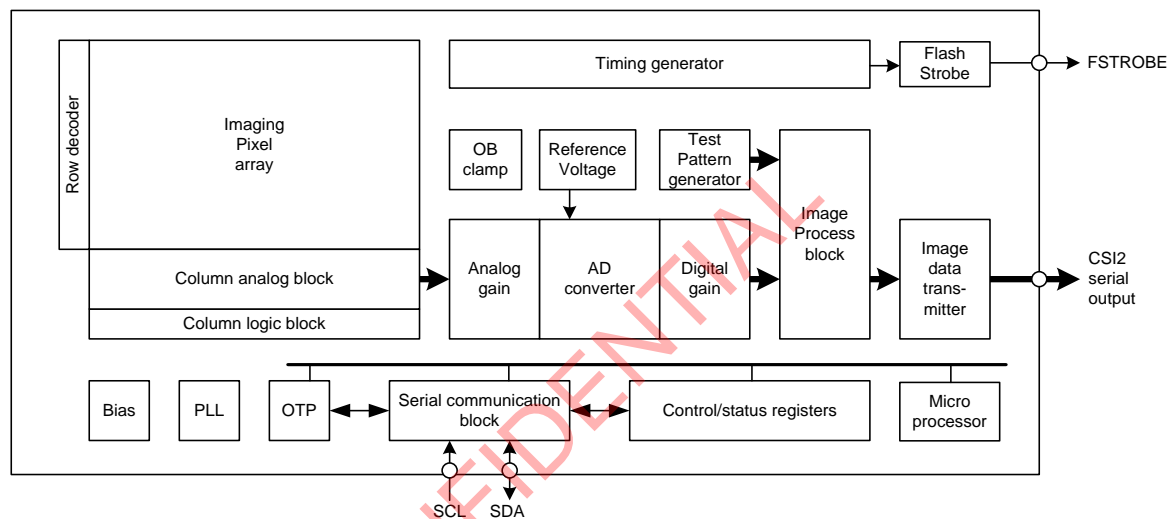 Row decoder
Imaging
Pixel
array
Column analog block
Column logic block
Timing generator
Flash
Strobe
FSTROBE
OB
clamp
Reference
Voltage
Test
Pattern
generator
Image
Process
block
Analog
gain
AD
converter
Digital
gain
Image
data
trans-
mitter
CSI2
serial
output
Bias
PLL
OTP
Serial communication
block
Control/status registers
Micro
processor
SCL
SDA
NFIDENTIAL